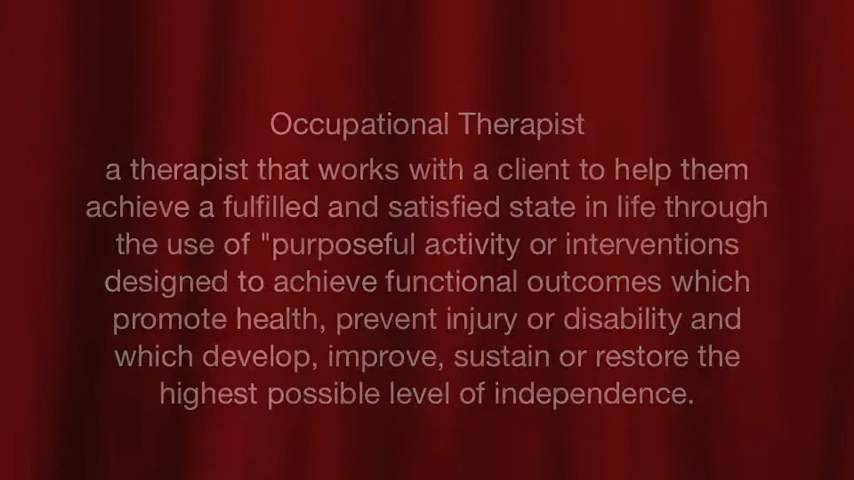 Occupational Therapist
a therapist that works with a client to help them
achieve a fulfilled and satisfied state in life through
the use of "purposeful activity or interventions
designed to achieve functional outcomes which
promote health, prevent injury or disability and
which develop, improve, sustain or restore the
highest possible level of independence.